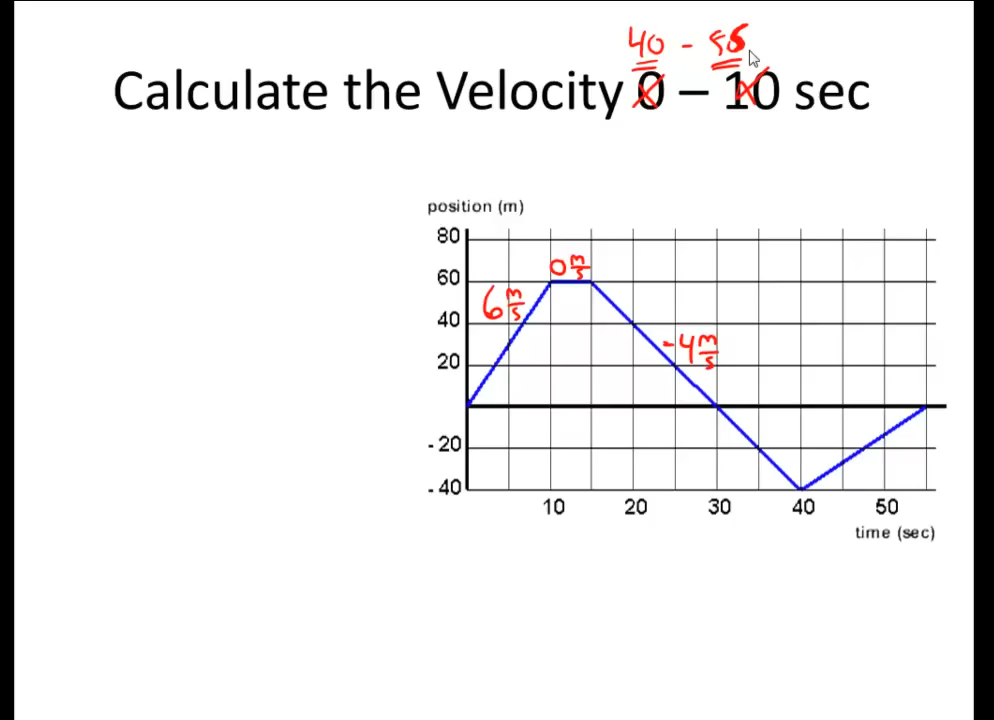 40 - 55
Calculate the Velocity 0 – 10 sec
position (m)
80
60
40
20
- 20
- 40
0 m/s
6 m/s
-4 m/s
10 20 30 40 50
time (sec)